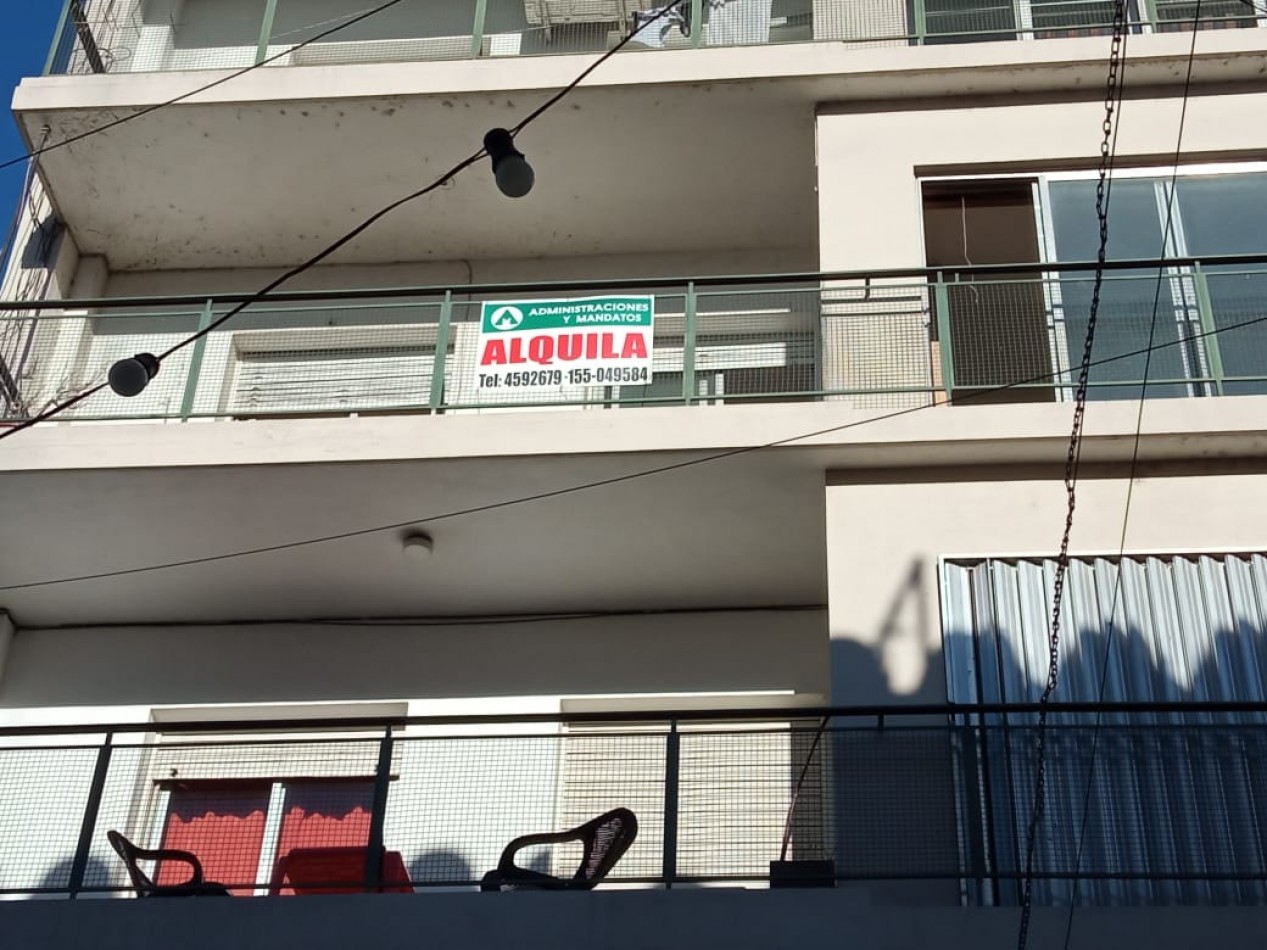 ADMINISTRACIONES
Y MANDATOS
ALQUILA
Tel: 4592679 -155-049584